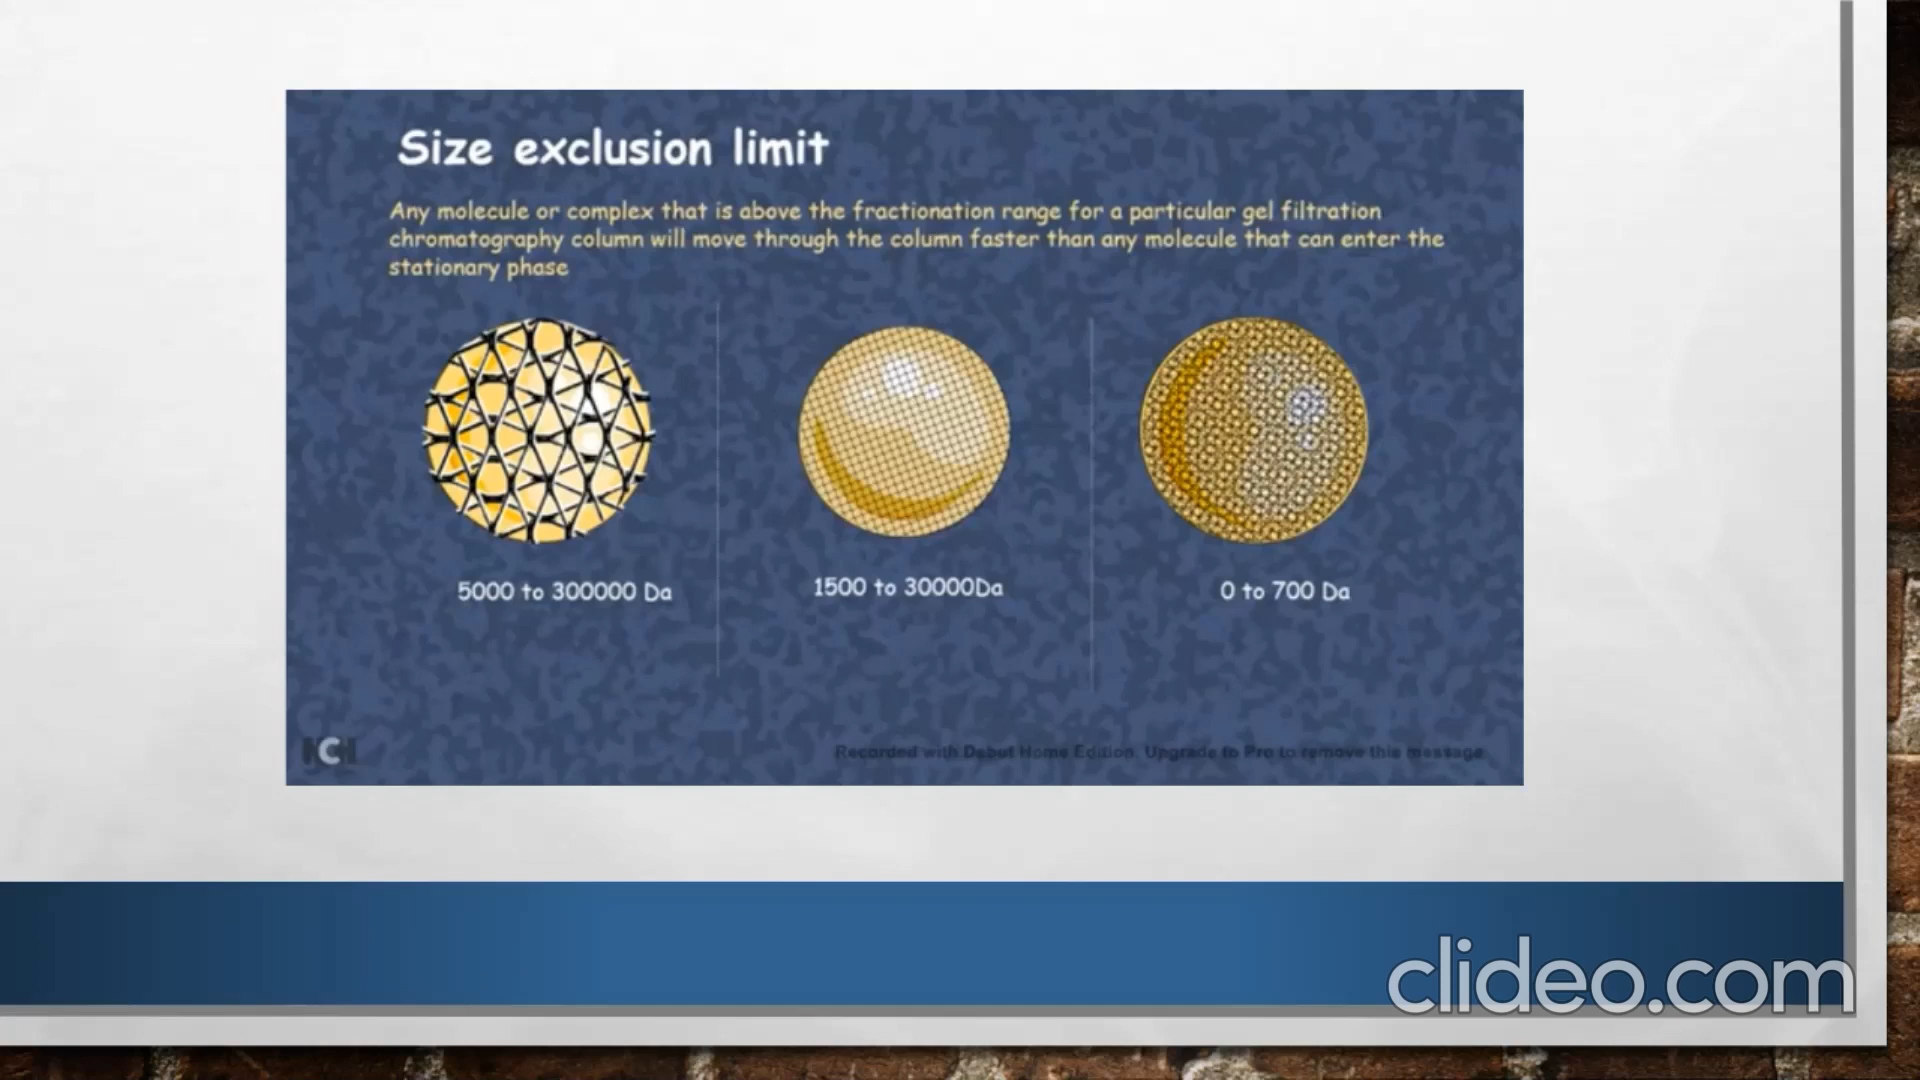 Size exclusion limit
Any molecule or complex that is above the fractionation range for a particular gel filtration
chromatography column will move through the column faster than any molecule that can enter the
stationary phase
5000 to 300000 Da
1500 to 30000Da
0 to 700 Da
NCH
Recorded with Debut Home Edition. Upgrade to Pro to remove this message
clideo.com